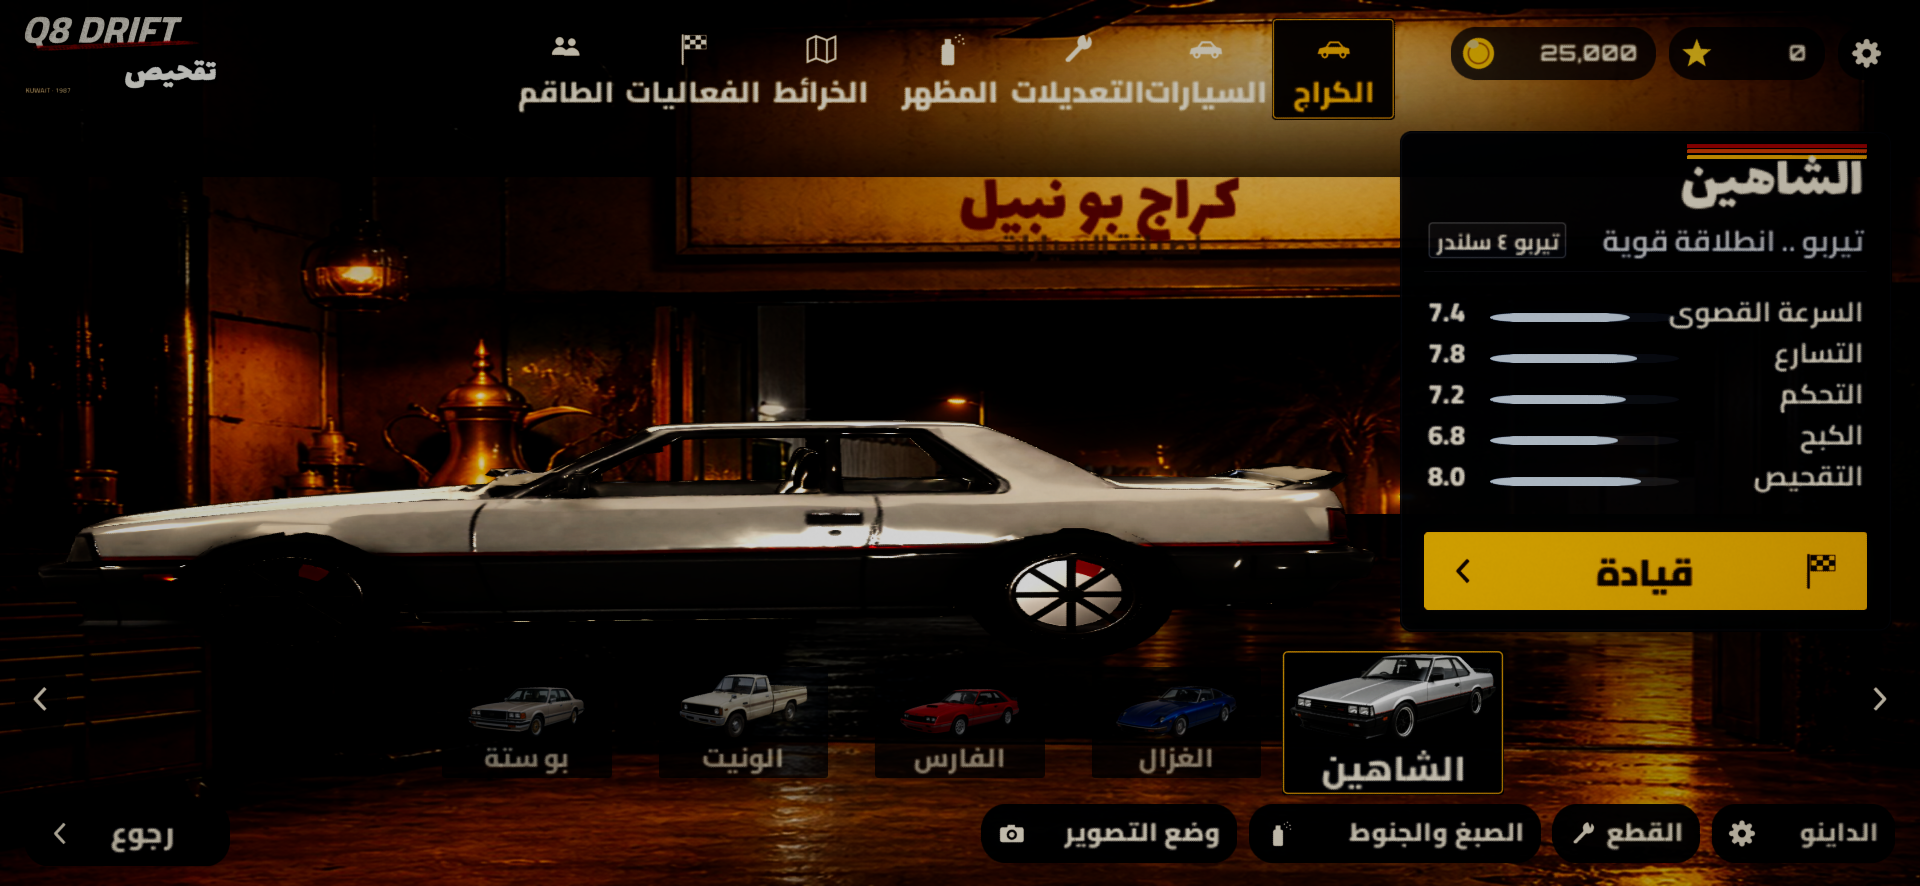 Q8 DRIFT
تقحيص
KUWAIT · 1987
الكراج
السيارات
التعديلات
المظهر
الخرائط
الفعاليات
الطاقم
25,000
0
كراج بو نبيل
الشاهين
تيربو .. انطلاقة قوية
تيربو ٤ سلندر
السرعة القصوى 7.4
التسارع 7.8
التحكم 7.2
الكبح 6.8
التقحيص 8.0
قيادة
الشاهين
الغزال
الفارس
الونيت
بو ستة
الداينو
القطع
الصبغ والجنوط
وضع التصوير
رجوع